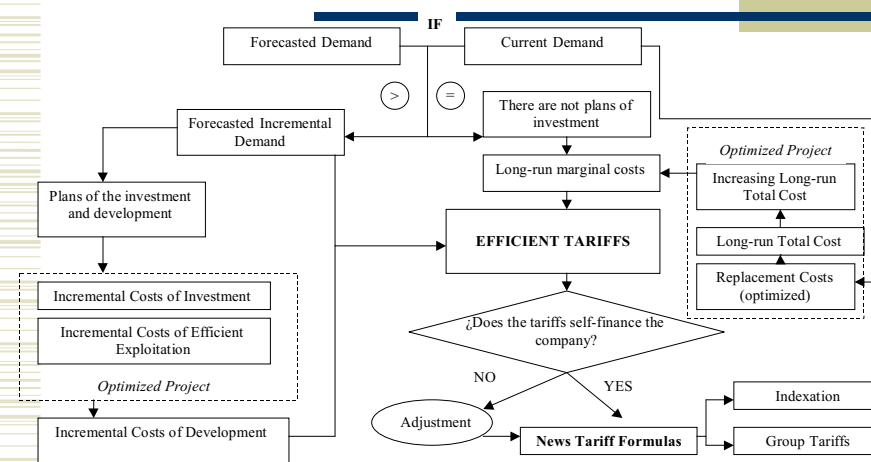 IF
Forecasted Demand
Current Demand
>
=
There are not plans of
investment
Forecasted Incremental
Demand
Optimized Project
Long-run marginal costs
Increasing Long-run
Total Cost
Plans of the investment
and development
EFFICIENT TARIFFS
Long-run Total Cost
Replacement Costs
(optimized)
Incremental Costs of Investment
Incremental Costs of Efficient
Exploitation
¿Does the tariffs self-finance the
company?
Optimized Project
NO
YES
Indexation
Adjustment
Incremental Costs of Development
News Tariff Formulas
Group Tariffs